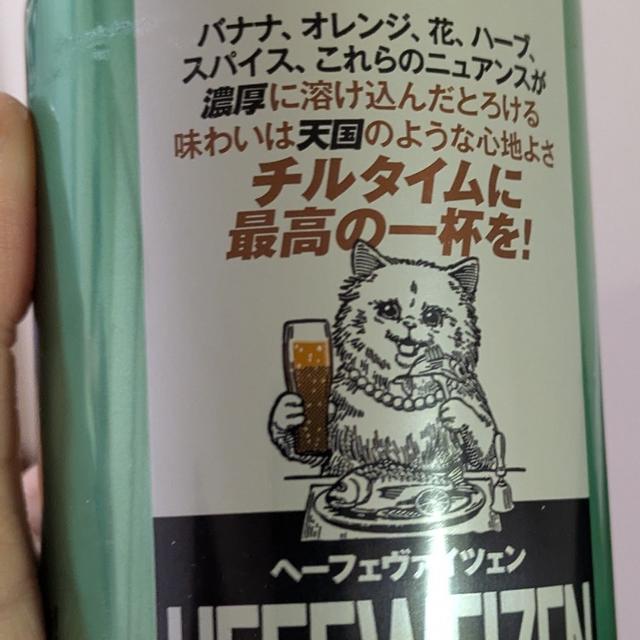 バナナ、オレンジ、花、ハーブ、
スパイス、これらのニュアンスが
濃厚に溶け込んだとろける
味わいは天国のような心地よさ
チルタイムに
最高の一杯を!
ヘーフェヴァイツェン
HEFEWEIZEN